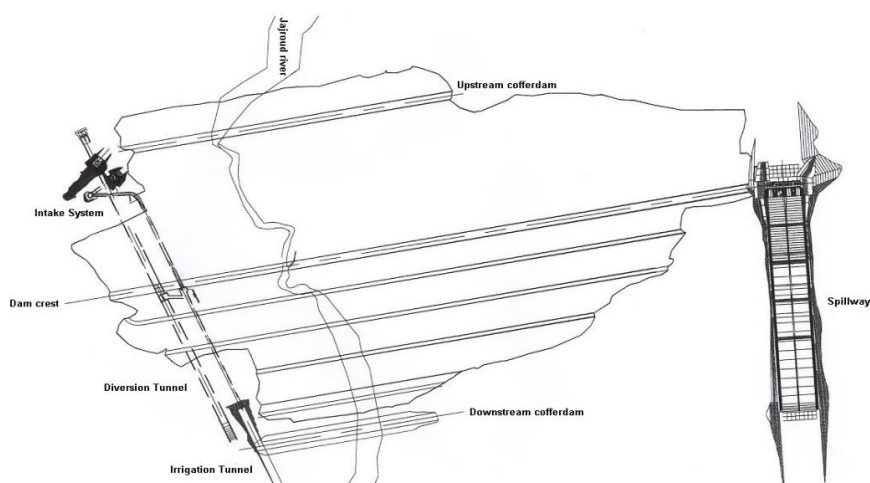 Jajroud river
Upstream cofferdam
Intake System
Dam crest
Spillway
Diversion Tunnel
Downstream cofferdam
Irrigation Tunnel